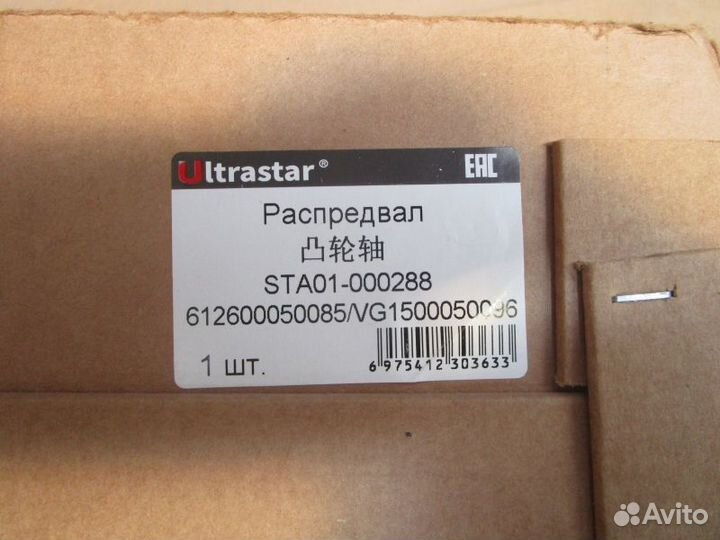 Ultrastar® EAC
Распредвал
凸轮轴
STA01-000288
612600050085/VG1500050096
1 шт.
6 975412 303633
Avito